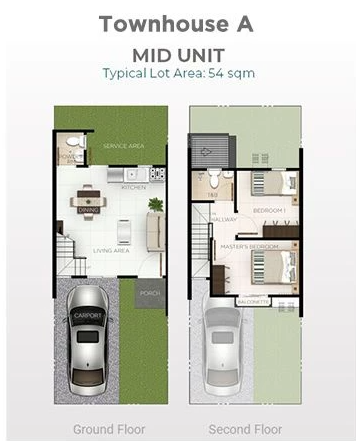 Townhouse A
MID UNIT
Typical Lot Area: 54 sqm
SERVICE AREA
POWDER
KITCHEN
DINING
LIVING AREA
PORCH
CARPORT
Ground Floor
T&B
BEDROOM 1
HALLWAY
MASTER'S BEDROOM
BALCONETTE
Second Floor